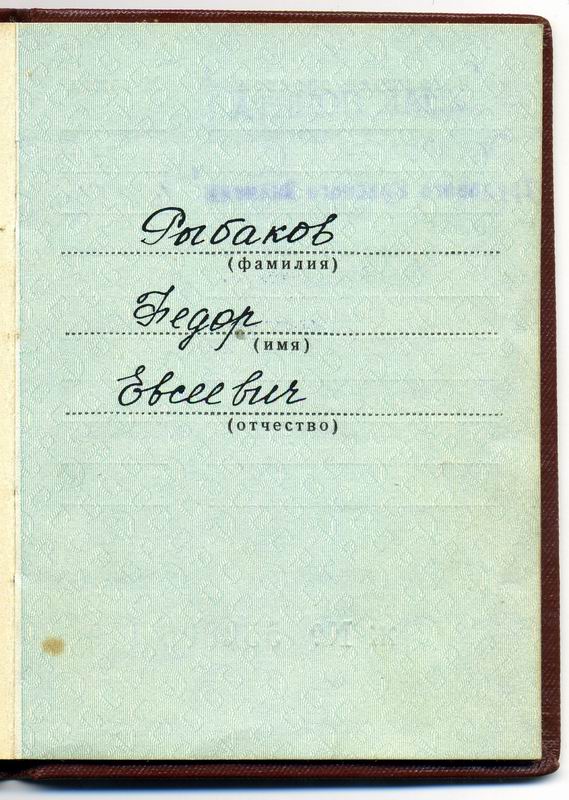 Рыбаков
(фамилия)
Федор
(имя)
Евсеевич
(отчество)